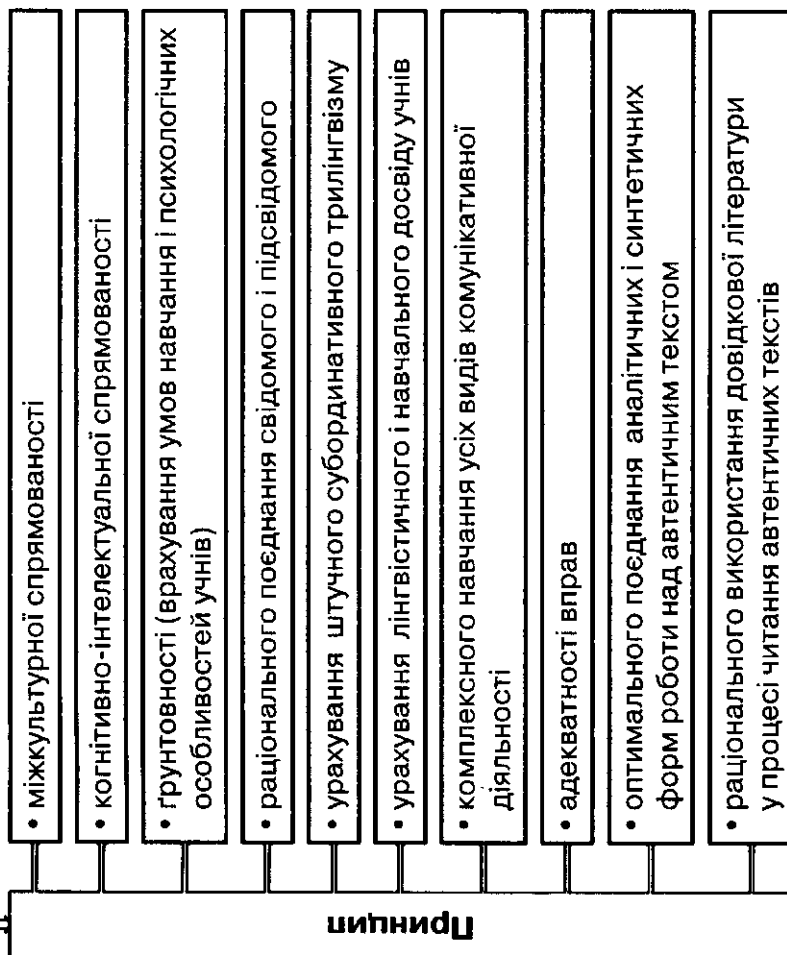 Принцип
• міжкультурної спрямованості
• когнітивно-інтелектуальної спрямованості
• ґрунтовності (врахування умов навчання і психологічних
особливостей учнів)
• раціонального поєднання свідомого і підсвідомого
• урахування штучного субординативного трилінгвізму
• урахування лінгвістичного і навчального досвіду учнів
• комплексного навчання усіх видів комунікативної
діяльності
• адекватності вправ
• оптимального поєднання аналітичних і синтетичних
форм роботи над автентичним текстом
• раціонального використання довідкової літератури
у процесі читання автентичних текстів